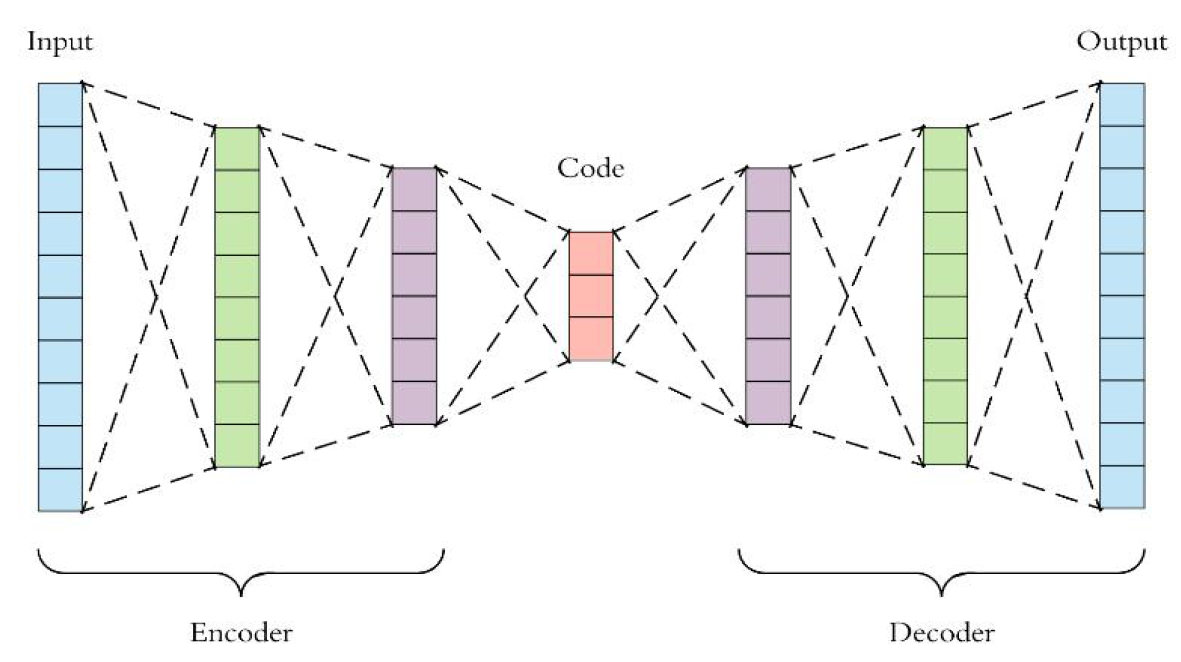 Input
Output
Code
Encoder
Decoder